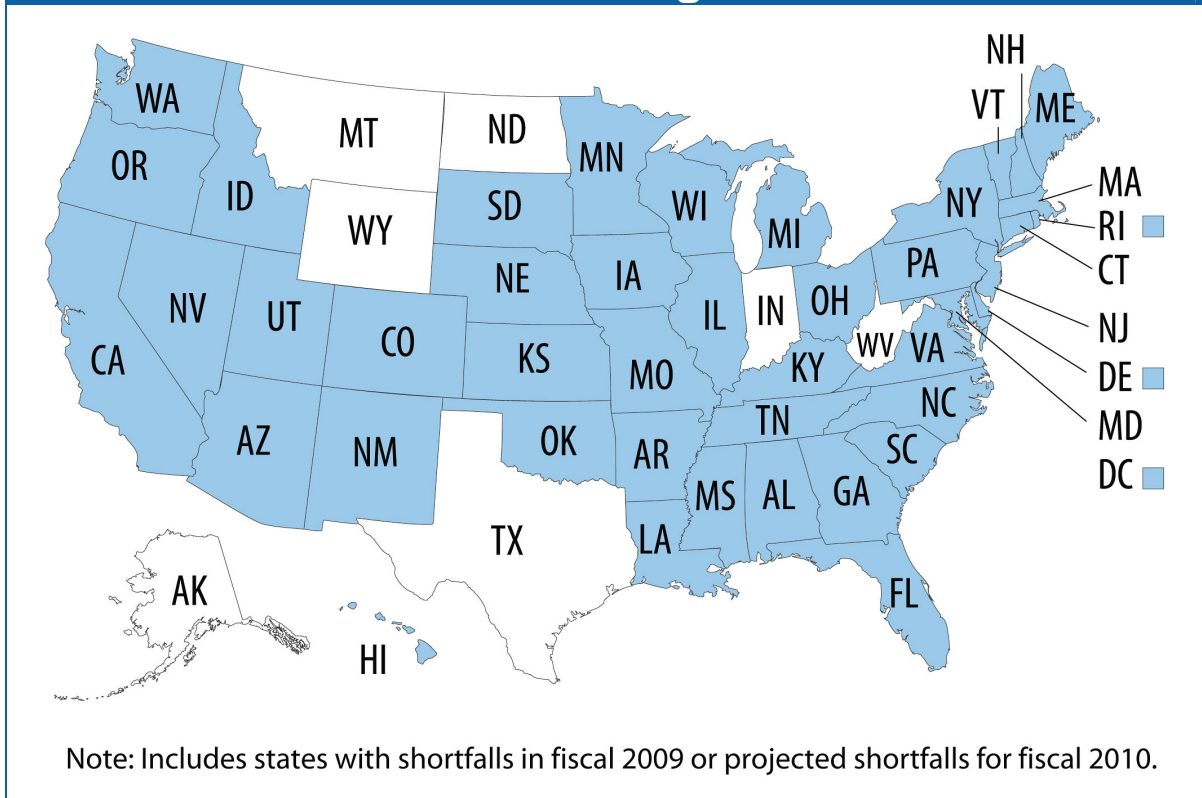 NH
VT
ME
WA
MT
ND
MN
OR
ID
SD
WI
MI
NY
MA
RI
CT
WY
NE
IA
PA
NV
UT
CO
IL
IN
OH
NJ
CA
KS
MO
KY
WV
VA
DE
MD
DC
AZ
NM
OK
AR
TN
NC
SC
MS
AL
GA
TX
LA
AK
HI
FL
Note: Includes states with shortfalls in fiscal 2009 or projected shortfalls for fiscal 2010.